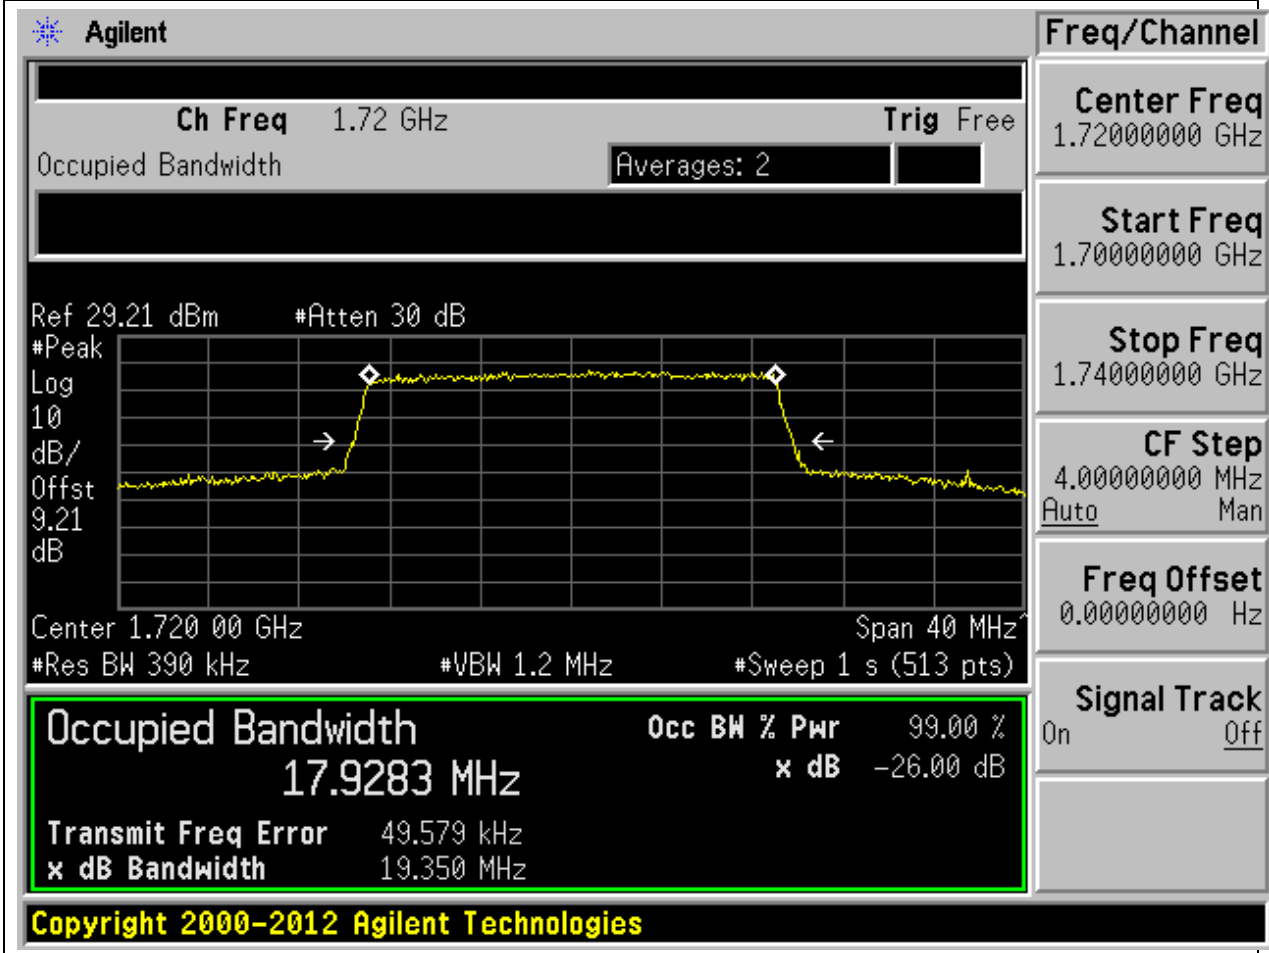 Agilent
Freq/Channel
Ch Freq 1.72 GHz Trig Free
Occupied Bandwidth Averages: 2
Center Freq
1.72000000 GHz
Start Freq
1.70000000 GHz
Stop Freq
1.74000000 GHz
CF Step
4.00000000 MHz
Auto Man
Freq Offset
0.00000000 Hz
Signal Track
On Off
Ref 29.21 dBm #Atten 30 dB
#Peak
Log
10
dB/
Offst
9.21
dB
Center 1.720 00 GHz Span 40 MHz^
#Res BW 390 kHz #VBW 1.2 MHz #Sweep 1 s (513 pts)
Occupied Bandwidth Occ BW % Pwr 99.00 %
17.9283 MHz x dB -26.00 dB
Transmit Freq Error 49.579 kHz
x dB Bandwidth 19.350 MHz
Copyright 2000-2012 Agilent Technologies